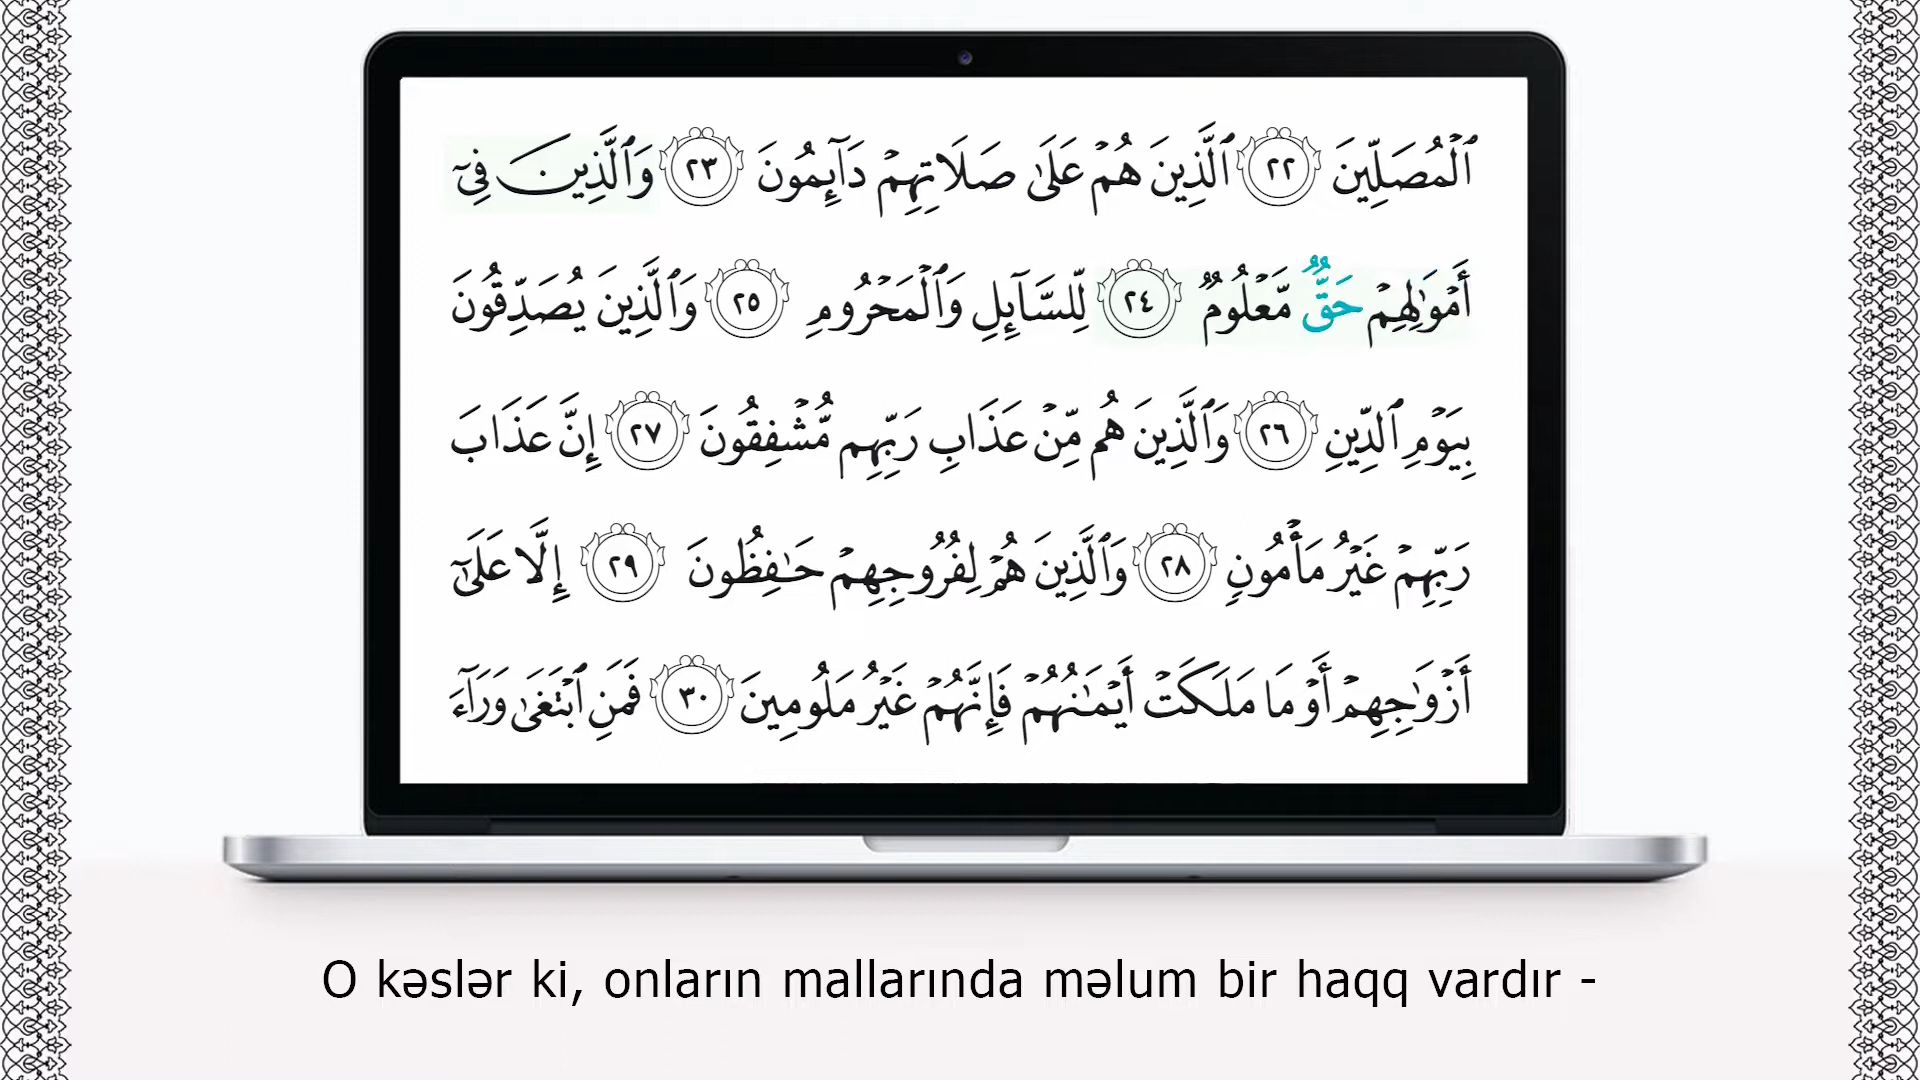 ٱلْمُصَلِّينَ ٢٢ ٱلَّذِينَ هُمْ عَلَىٰ صَلَاتِهِمْ دَآئِمُونَ ٢٣ وَٱلَّذِينَ فِىٓ
أَمْوَٰلِهِمْ حَقٌّ مَّعْلُومٌ ٢٤ لِّلسَّآئِلِ وَٱلْمَحْرُومِ ٢٥ وَٱلَّذِينَ يُصَدِّقُونَ
بِيَوْمِ ٱلدِّينِ ٢٦ وَٱلَّذِينَ هُم مِّنْ عَذَابِ رَبِّهِم مُّشْفِقُونَ ٢٧ إِنَّ عَذَابَ
رَبِّهِمْ غَيْرُ مَأْمُونٍ ٢٨ وَٱلَّذِينَ هُمْ لِفُرُوجِهِمْ حَـٰفِظُونَ ٢٩ إِلَّا عَلَىٰٓ
أَزْوَٰجِهِمْ أَوْ مَا مَلَكَتْ أَيْمَـٰنُهُمْ فَإِنَّهُمْ غَيْرُ مَلُومِينَ ٣٠ فَمَنِ ٱبْتَغَىٰ وَرَآءَ
O kəslər ki, onların mallarında məlum bir haqq vardır -